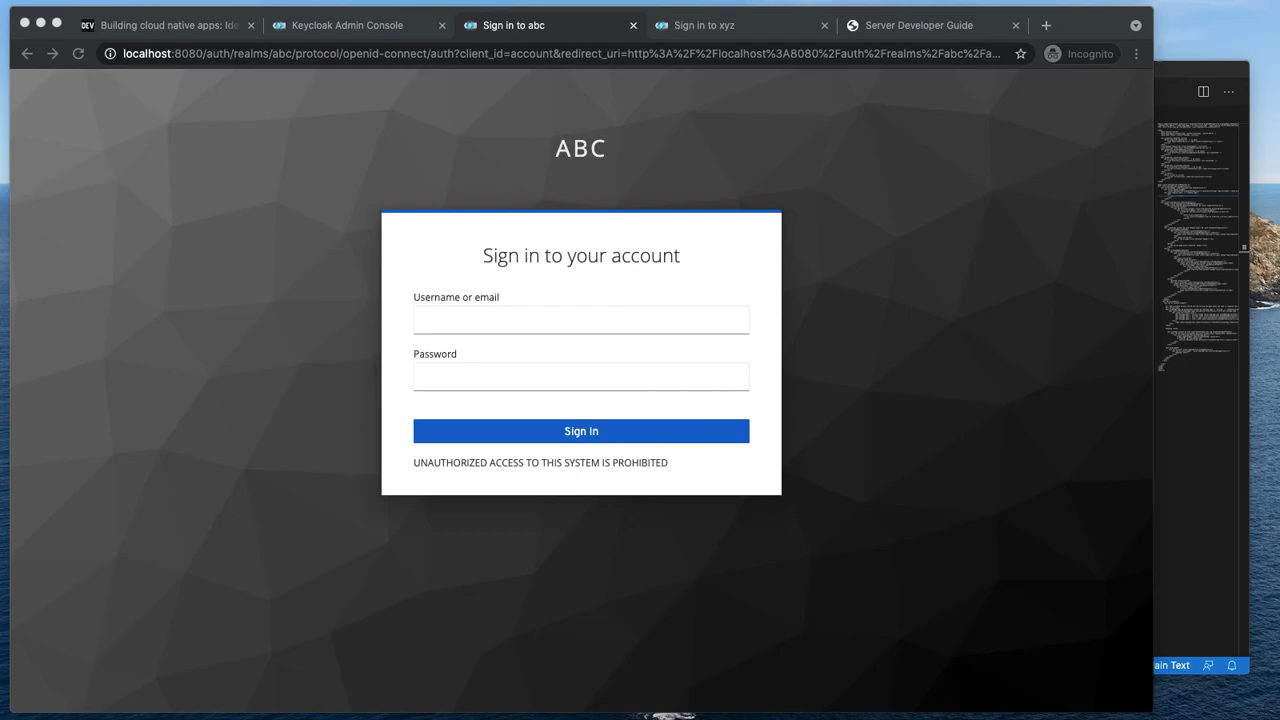 DEV Building cloud native apps: Ide
Keycloak Admin Console
Sign in to abc
Sign in to xyz
Server Developer Guide
localhost:8080/auth/realms/abc/protocol/openid-connect/auth?client_id=account&redirect_uri=http%3A%2F%2Flocalhost%3A8080%2Fauth%2Frealms%2Fabc%2Fa...
Incognito
ABC
Sign in to your account
Username or email
Password
Sign In
UNAUTHORIZED ACCESS TO THIS SYSTEM IS PROHIBITED
ain Text